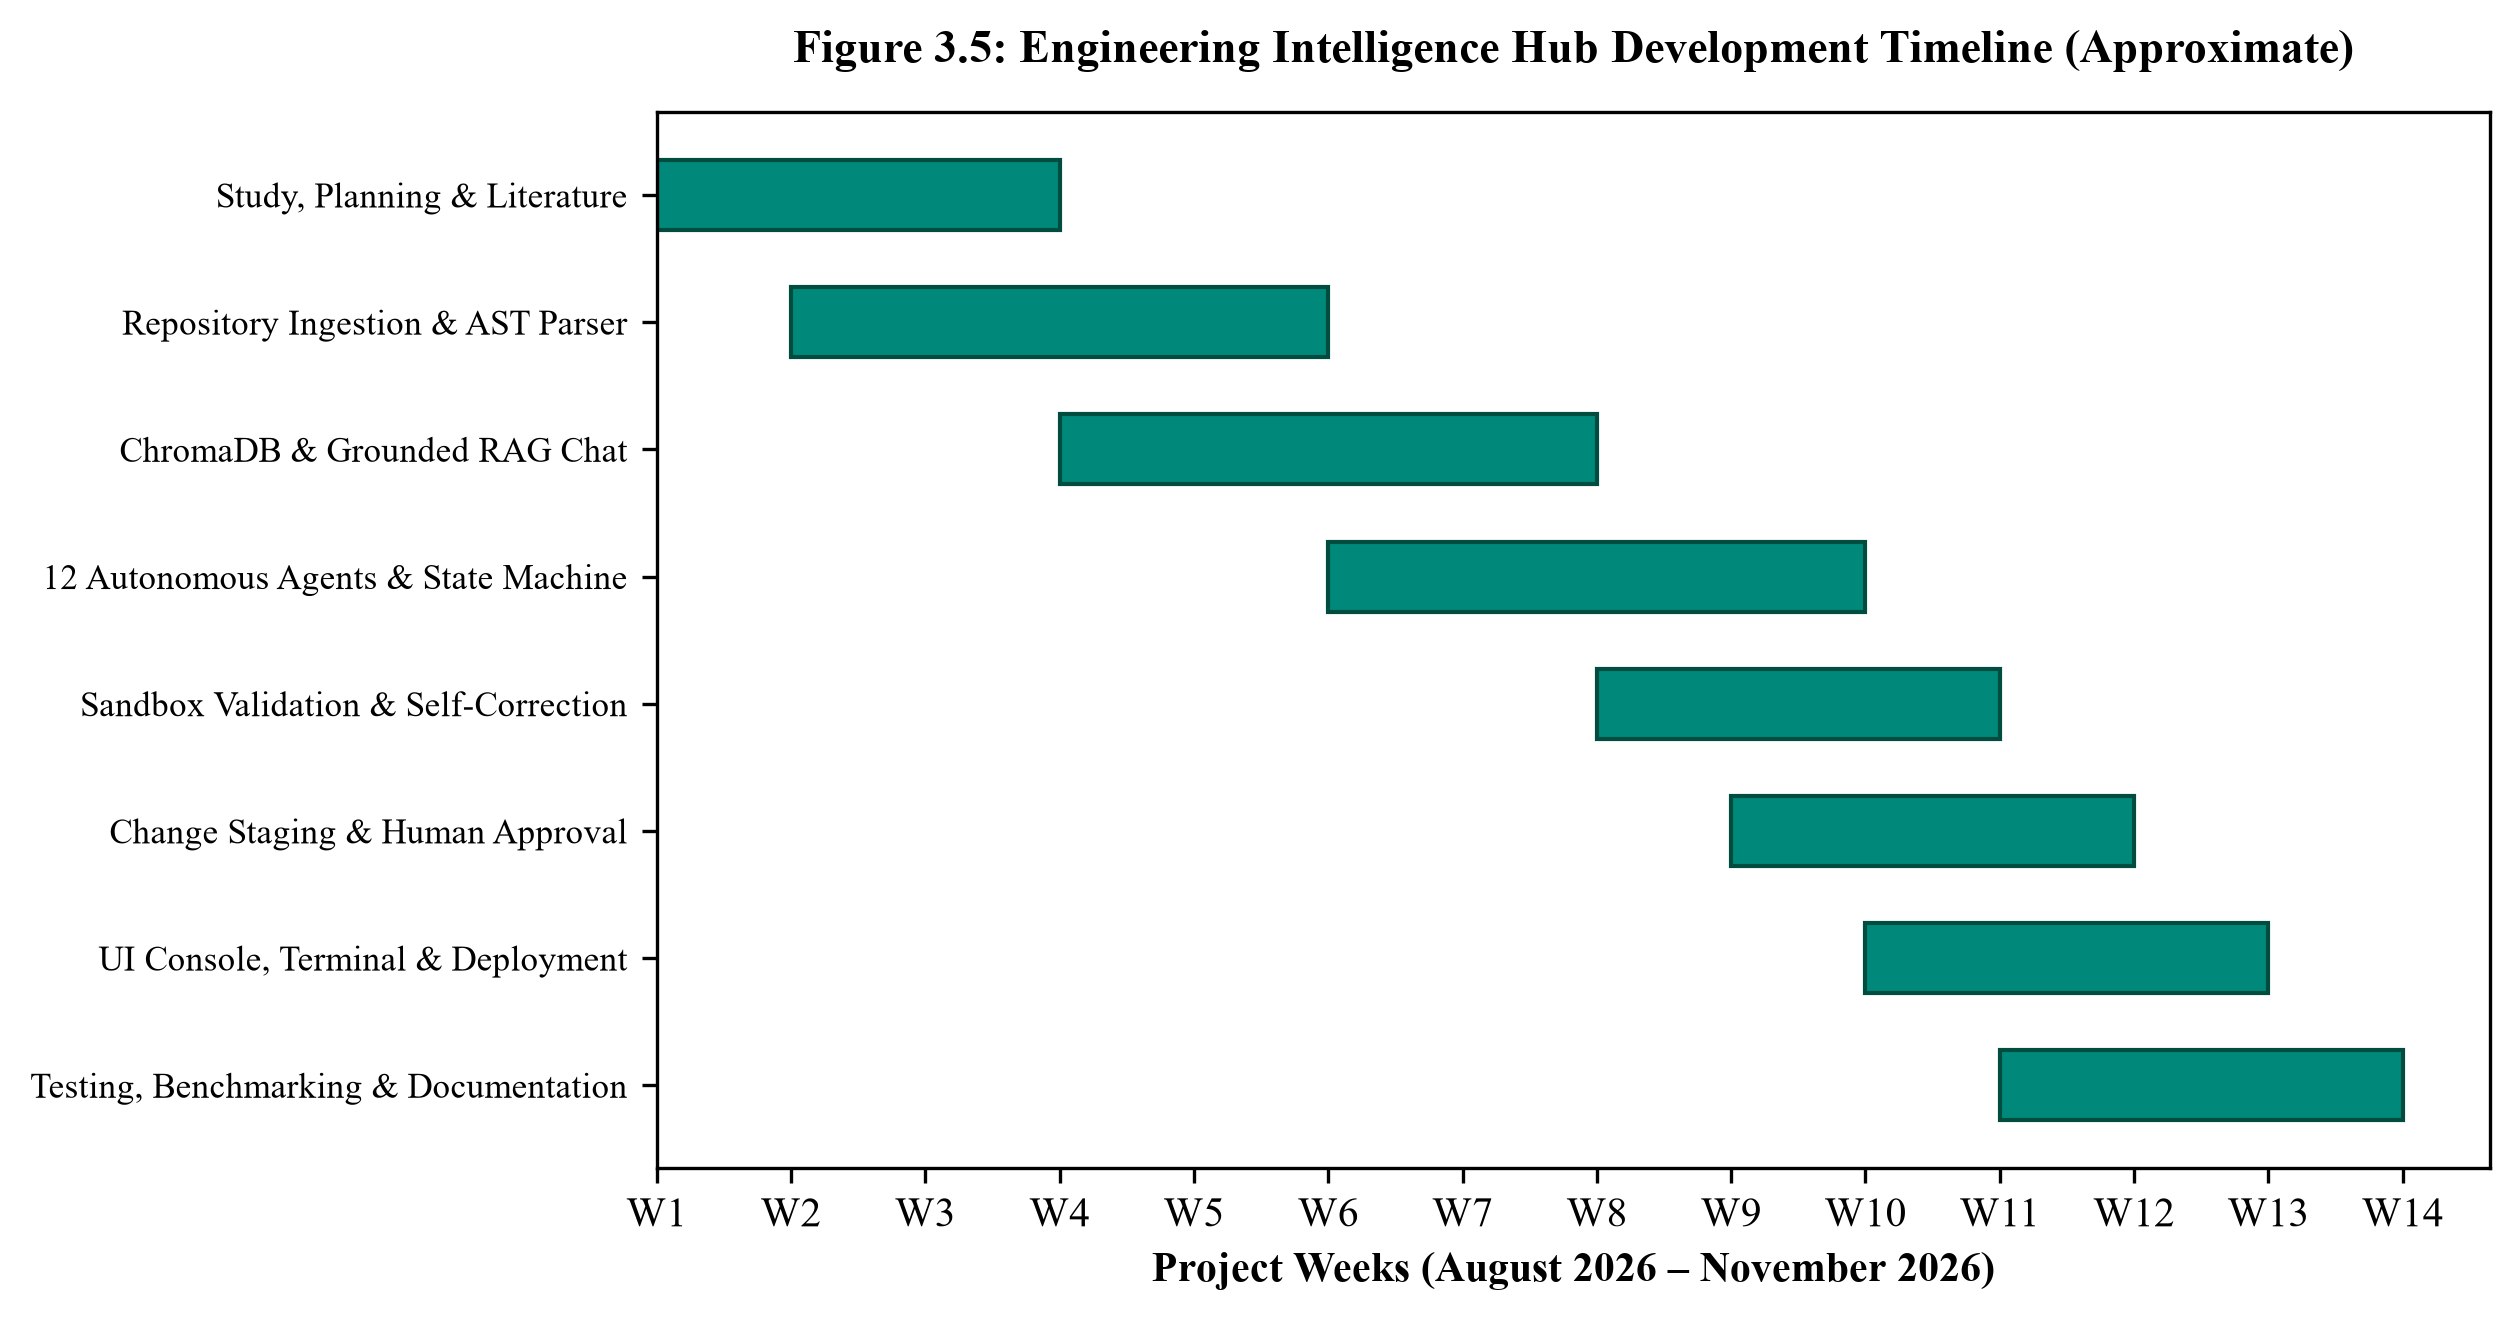 Figure 3.5: Engineering Intelligence Hub Development Timeline (Approximate)
Study, Planning & Literature
Repository Ingestion & AST Parser
ChromaDB & Grounded RAG Chat
12 Autonomous Agents & State Machine
Sandbox Validation & Self-Correction
Change Staging & Human Approval
UI Console, Terminal & Deployment
Testing, Benchmarking & Documentation
W1 W2 W3 W4 W5 W6 W7 W8 W9 W10 W11 W12 W13 W14
Project Weeks (August 2026 – November 2026)